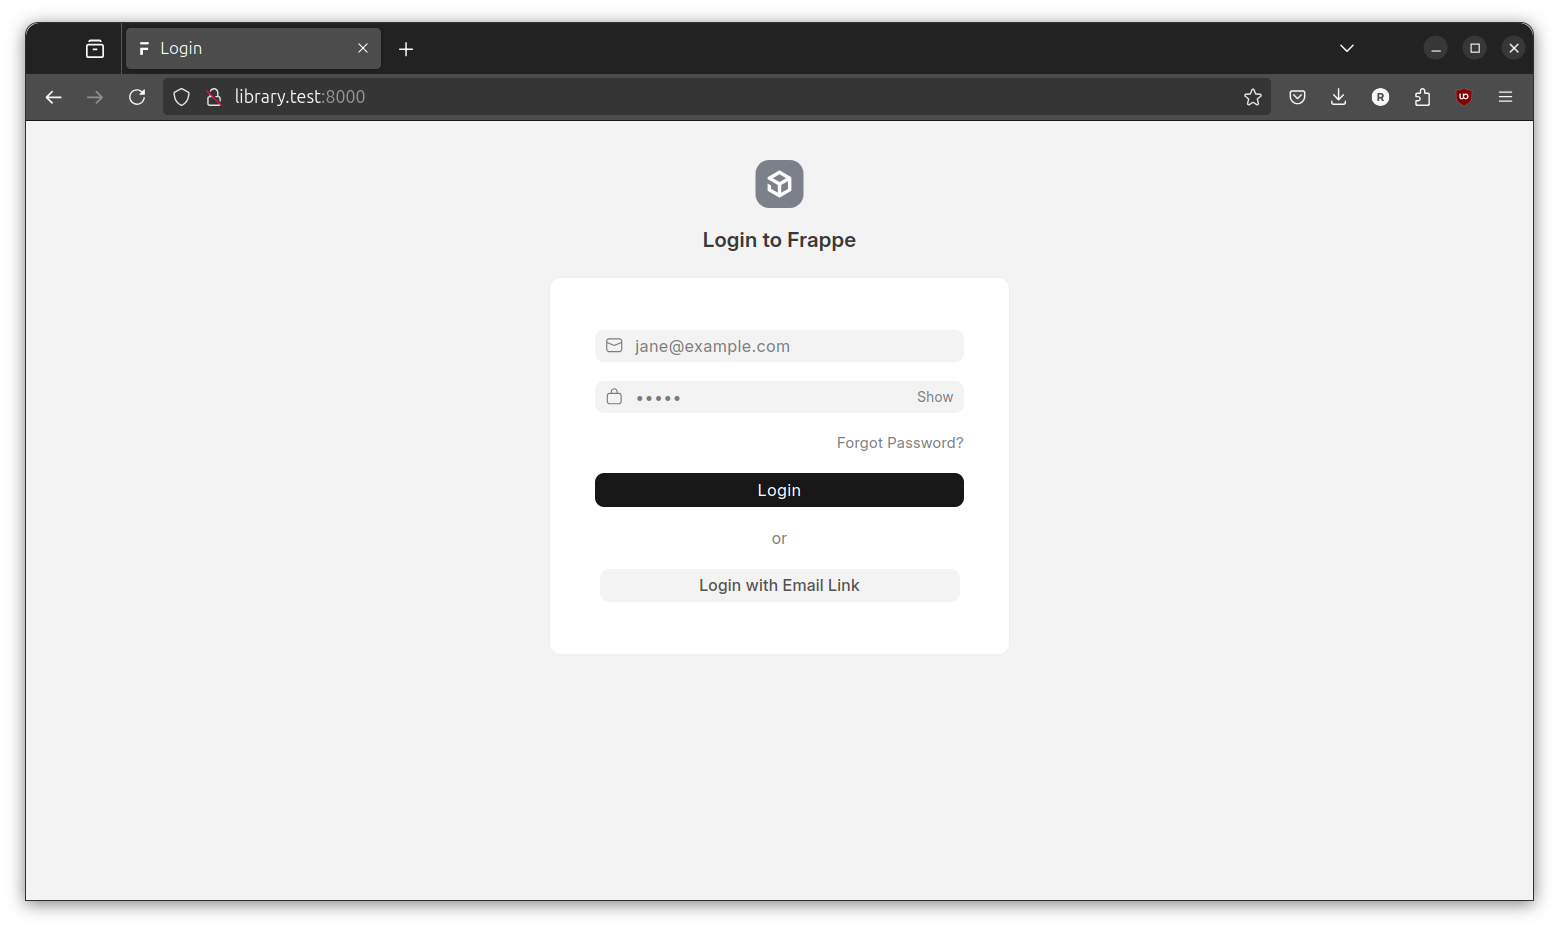 Login
library.test:8000
Login to Frappe
jane@example.com
••••• Show
Forgot Password?
Login
or
Login with Email Link